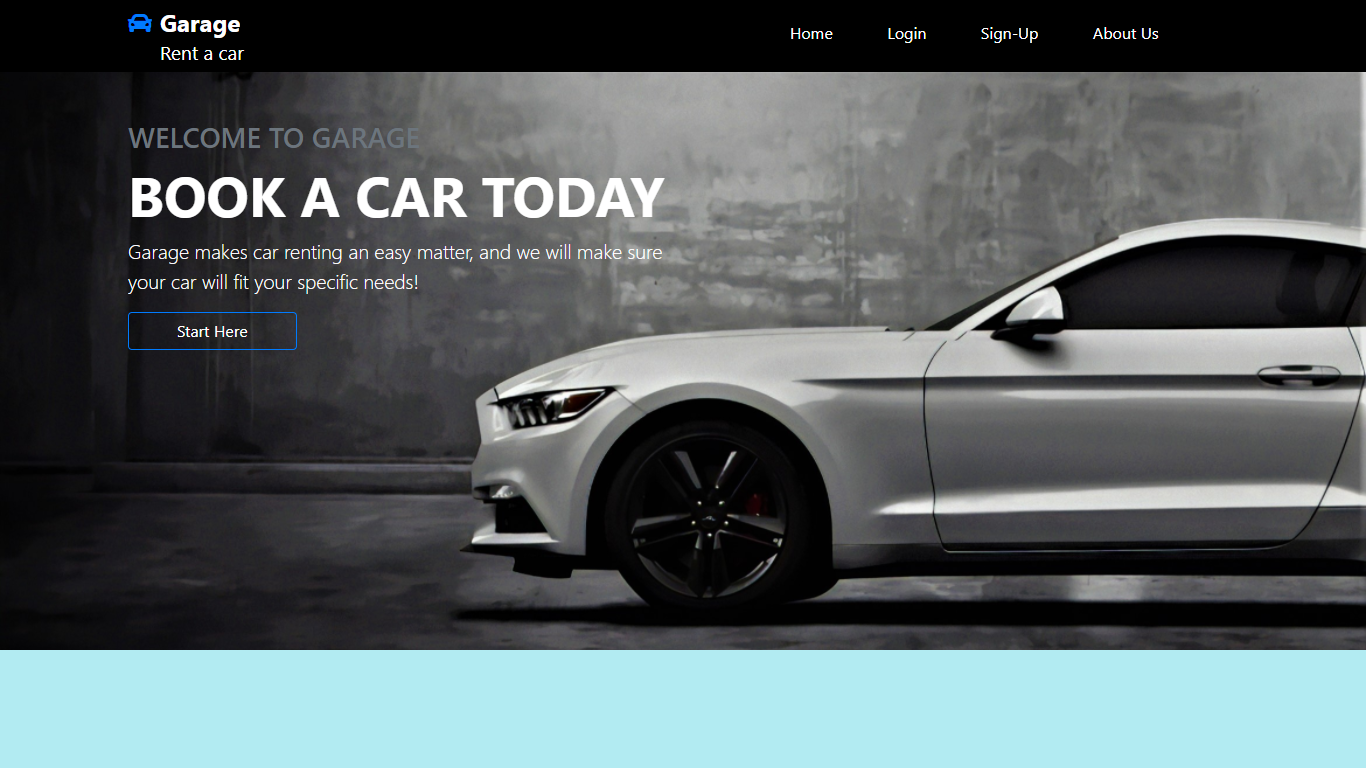 Garage
Rent a car
Home
Login
Sign-Up
About Us
WELCOME TO GARAGE
BOOK A CAR TODAY
Garage makes car renting an easy matter, and we will make sure
your car will fit your specific needs!
Start Here